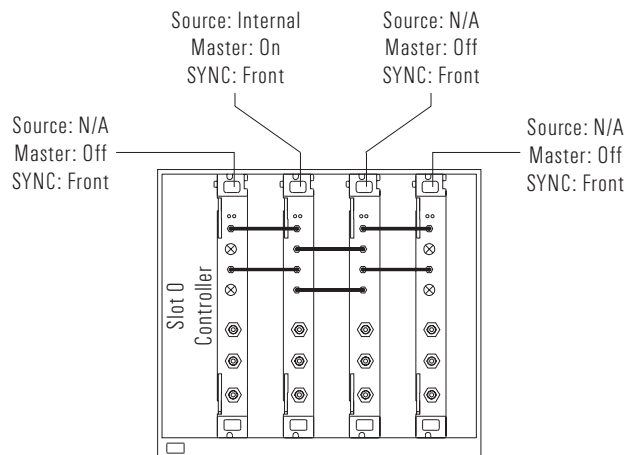 Source: Internal
Master: On
SYNC: Front
Source: N/A
Master: Off
SYNC: Front
Source: N/A
Master: Off
SYNC: Front
Source: N/A
Master: Off
SYNC: Front
Slot 0
Controller